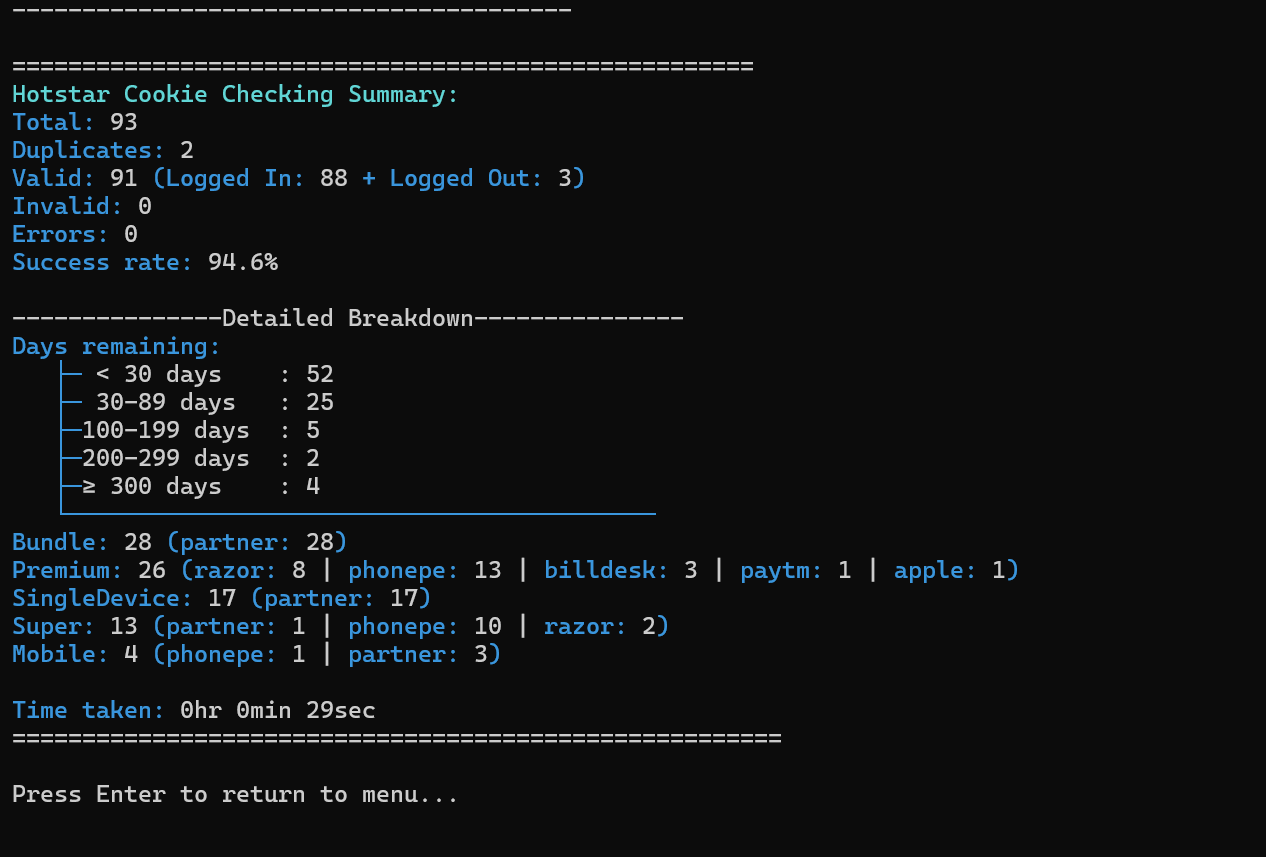 ----------------------------------------
=====================================================
Hotstar Cookie Checking Summary:
Total: 93
Duplicates: 2
Valid: 91 (Logged In: 88 + Logged Out: 3)
Invalid: 0
Errors: 0
Success rate: 94.6%
---------------Detailed Breakdown---------------
Days remaining:
├─ < 30 days    : 52
├─ 30-89 days   : 25
├─100-199 days  : 5
├─200-299 days  : 2
├─≥ 300 days    : 4
Bundle: 28 (partner: 28)
Premium: 26 (razor: 8 | phonepe: 13 | billdesk: 3 | paytm: 1 | apple: 1)
SingleDevice: 17 (partner: 17)
Super: 13 (partner: 1 | phonepe: 10 | razor: 2)
Mobile: 4 (phonepe: 1 | partner: 3)
Time taken: 0hr 0min 29sec
=======================================================
Press Enter to return to menu...